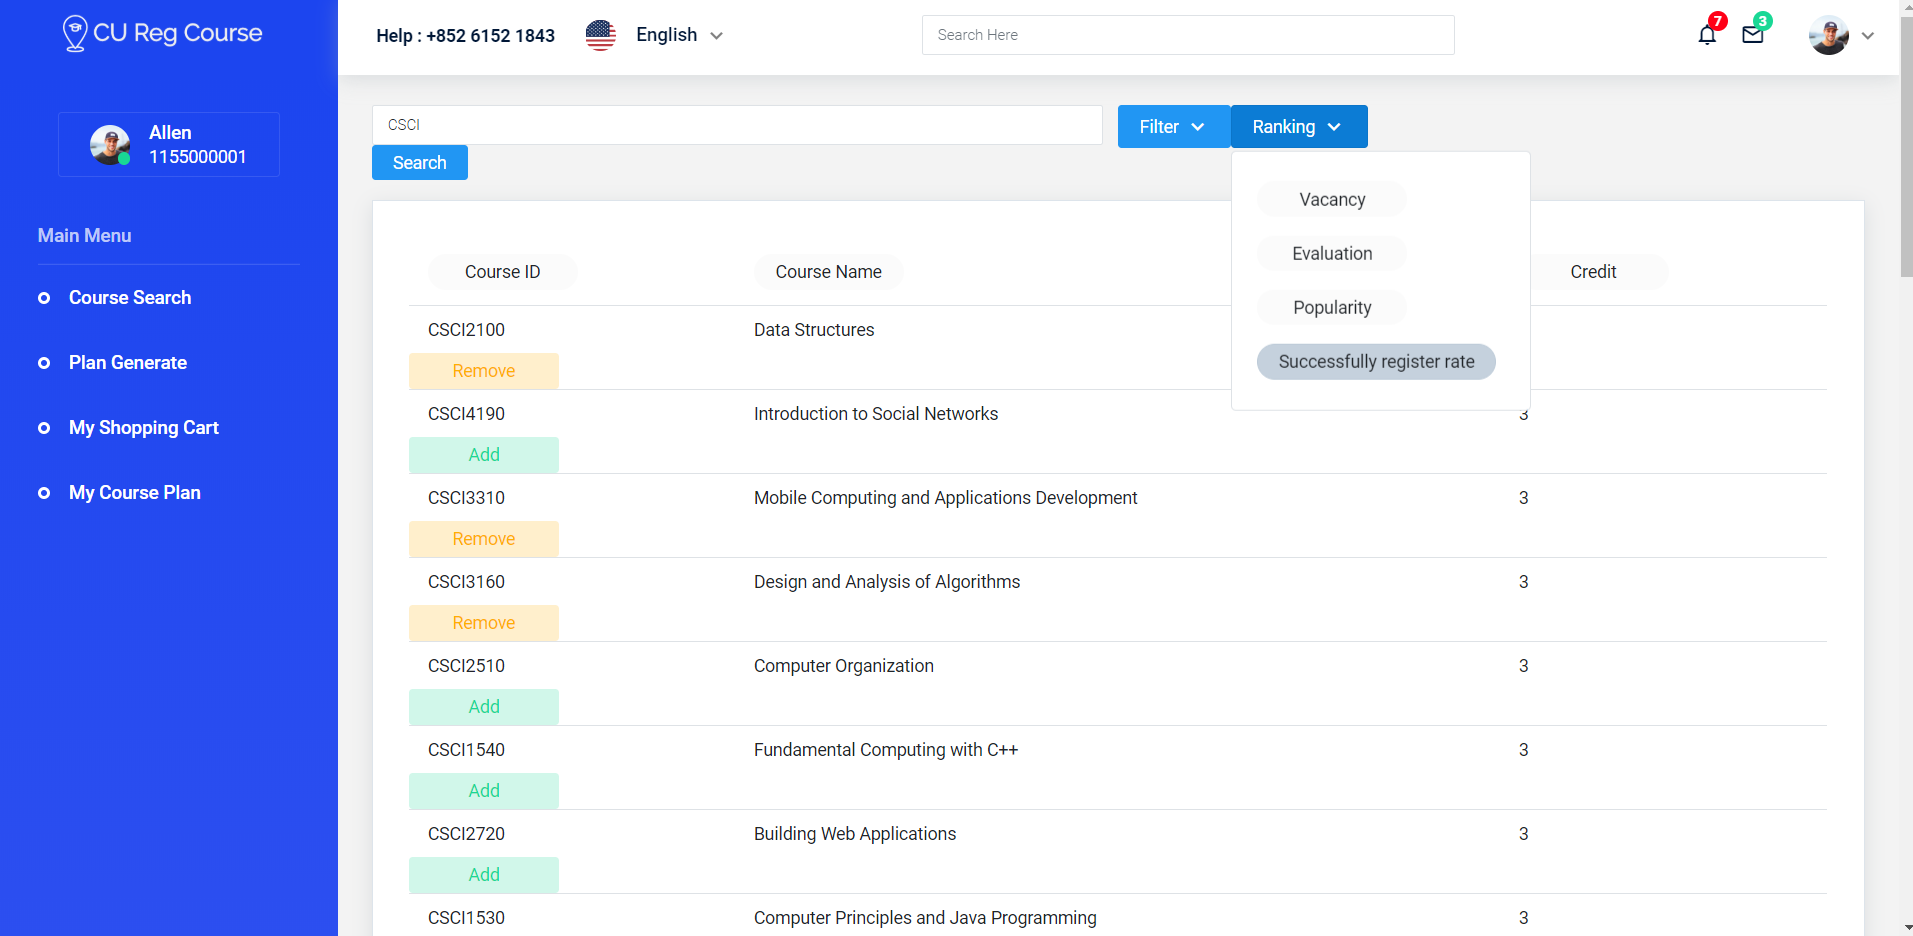 CU Reg Course
Help : +852 6152 1843
English
Search Here
7
3
Allen
1155000001
Main Menu
Course Search
Plan Generate
My Shopping Cart
My Course Plan
CSCI
Filter
Ranking
Search
Vacancy
Evaluation
Popularity
Successfully register rate
Course ID Course Name Credit
CSCI2100 Data Structures
Remove
CSCI4190 Introduction to Social Networks 3
Add
CSCI3310 Mobile Computing and Applications Development 3
Remove
CSCI3160 Design and Analysis of Algorithms 3
Remove
CSCI2510 Computer Organization 3
Add
CSCI1540 Fundamental Computing with C++ 3
Add
CSCI2720 Building Web Applications 3
Add
CSCI1530 Computer Principles and Java Programming 3